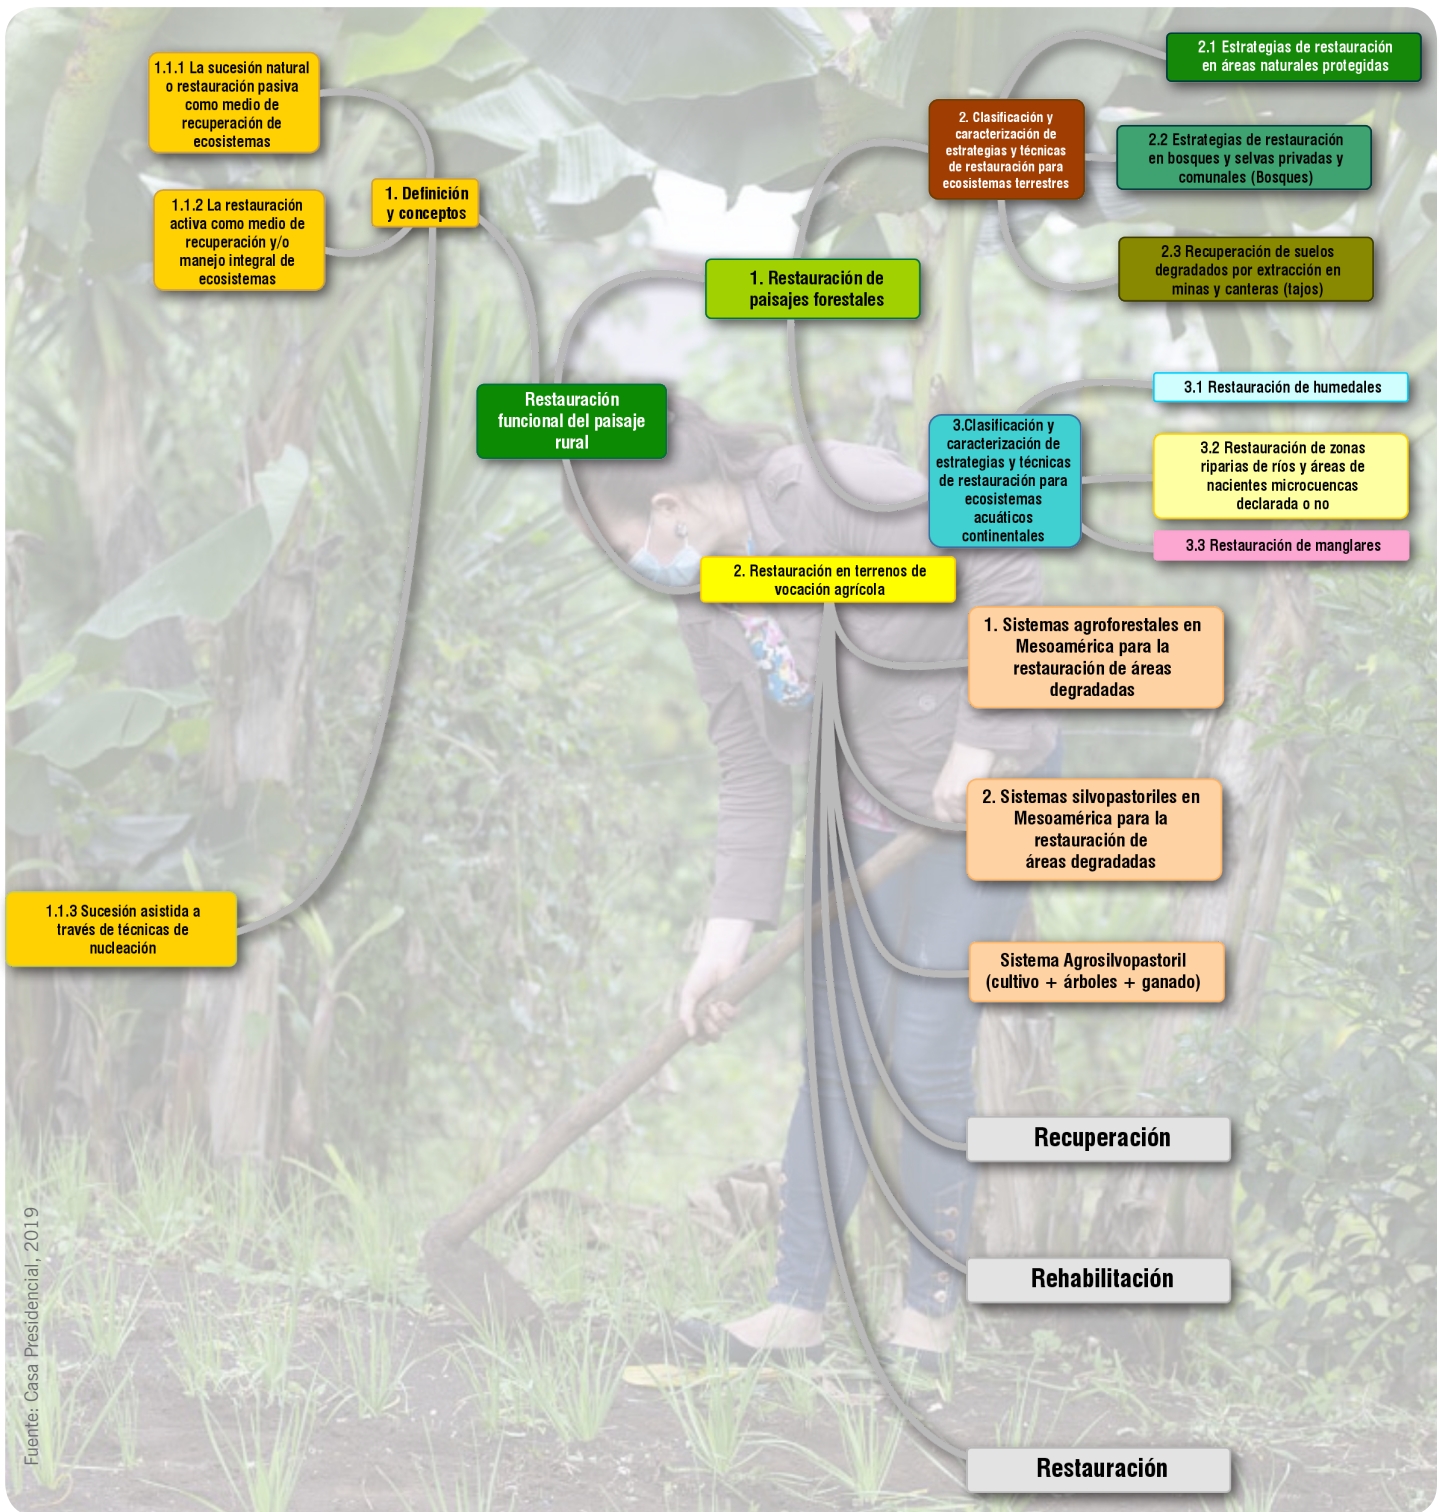 1.1.1 La sucesión natural
o restauración pasiva
como medio de
recuperación de
ecosistemas
1.1.2 La restauración
activa como medio de
recuperación y/o
manejo integral de
ecosistemas
1. Definición
y conceptos
1.1.3 Sucesión asistida a
través de técnicas de
nucleación
Restauración
funcional del paisaje
rural
1. Restauración de
paisajes forestales
2. Clasificación y
caracterización de
estrategias y técnicas
de restauración para
ecosistemas terrestres
2.1 Estrategias de restauración
en áreas naturales protegidas
2.2 Estrategias de restauración
en bosques y selvas privadas y
comunales (Bosques)
2.3 Recuperación de suelos
degradados por extracción en
minas y canteras (tajos)
3.Clasificación y
caracterización de
estrategias y técnicas
de restauración para
ecosistemas
acuáticos
continentales
3.1 Restauración de humedales
3.2 Restauración de zonas
riparias de ríos y áreas de
nacientes microcuencas
declarada o no
3.3 Restauración de manglares
2. Restauración en terrenos de
vocación agrícola
1. Sistemas agroforestales en
Mesoamérica para la
restauración de áreas
degradadas
2. Sistemas silvopastoriles en
Mesoamérica para la
restauración de
áreas degradadas
Sistema Agrosilvopastoril
(cultivo + árboles + ganado)
Recuperación
Rehabilitación
Restauración
Fuente: Casa Presidencial, 2019